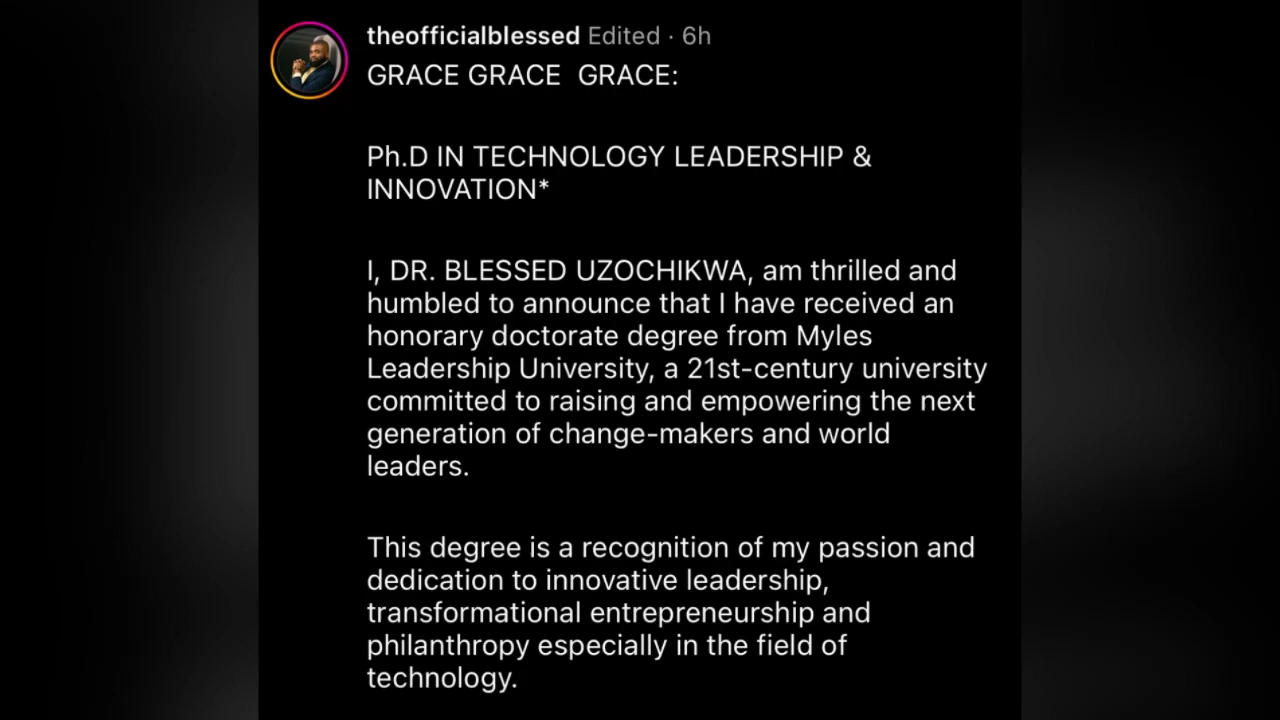 theofficialblessed Edited · 6h
GRACE GRACE  GRACE:
Ph.D IN TECHNOLOGY LEADERSHIP &
INNOVATION*
I, DR. BLESSED UZOCHIKWA, am thrilled and
humbled to announce that I have received an
honorary doctorate degree from Myles
Leadership University, a 21st-century university
committed to raising and empowering the next
generation of change-makers and world
leaders.
This degree is a recognition of my passion and
dedication to innovative leadership,
transformational entrepreneurship and
philanthropy especially in the field of
technology.